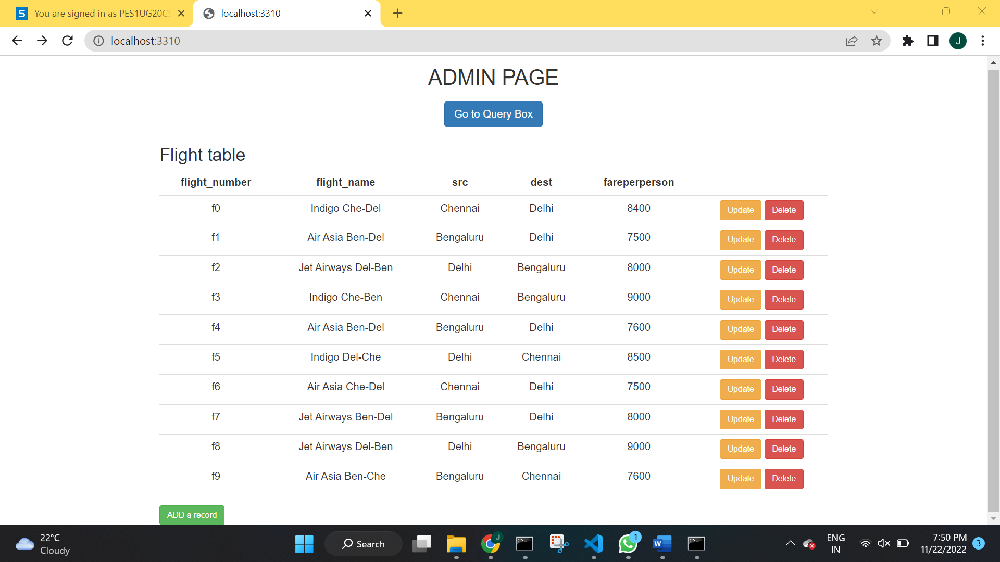 You are signed in as PES1UG20CS
localhost:3310
localhost:3310
J
ADMIN PAGE
Go to Query Box
Flight table
flight_number flight_name src dest fareperperson
f0 Indigo Che-Del Chennai Delhi 8400 Update Delete
f1 Air Asia Ben-Del Bengaluru Delhi 7500 Update Delete
f2 Jet Airways Del-Ben Delhi Bengaluru 8000 Update Delete
f3 Indigo Che-Ben Chennai Bengaluru 9000 Update Delete
f4 Air Asia Ben-Del Bengaluru Delhi 7600 Update Delete
f5 Indigo Del-Che Delhi Chennai 8500 Update Delete
f6 Air Asia Che-Del Chennai Delhi 7500 Update Delete
f7 Jet Airways Ben-Del Bengaluru Delhi 8000 Update Delete
f8 Jet Airways Del-Ben Delhi Bengaluru 9000 Update Delete
f9 Air Asia Ben-Che Bengaluru Chennai 7600 Update Delete
ADD a record
22°C
Cloudy
Search
J
1
W
ENG
IN
7:50 PM
11/22/2022
3